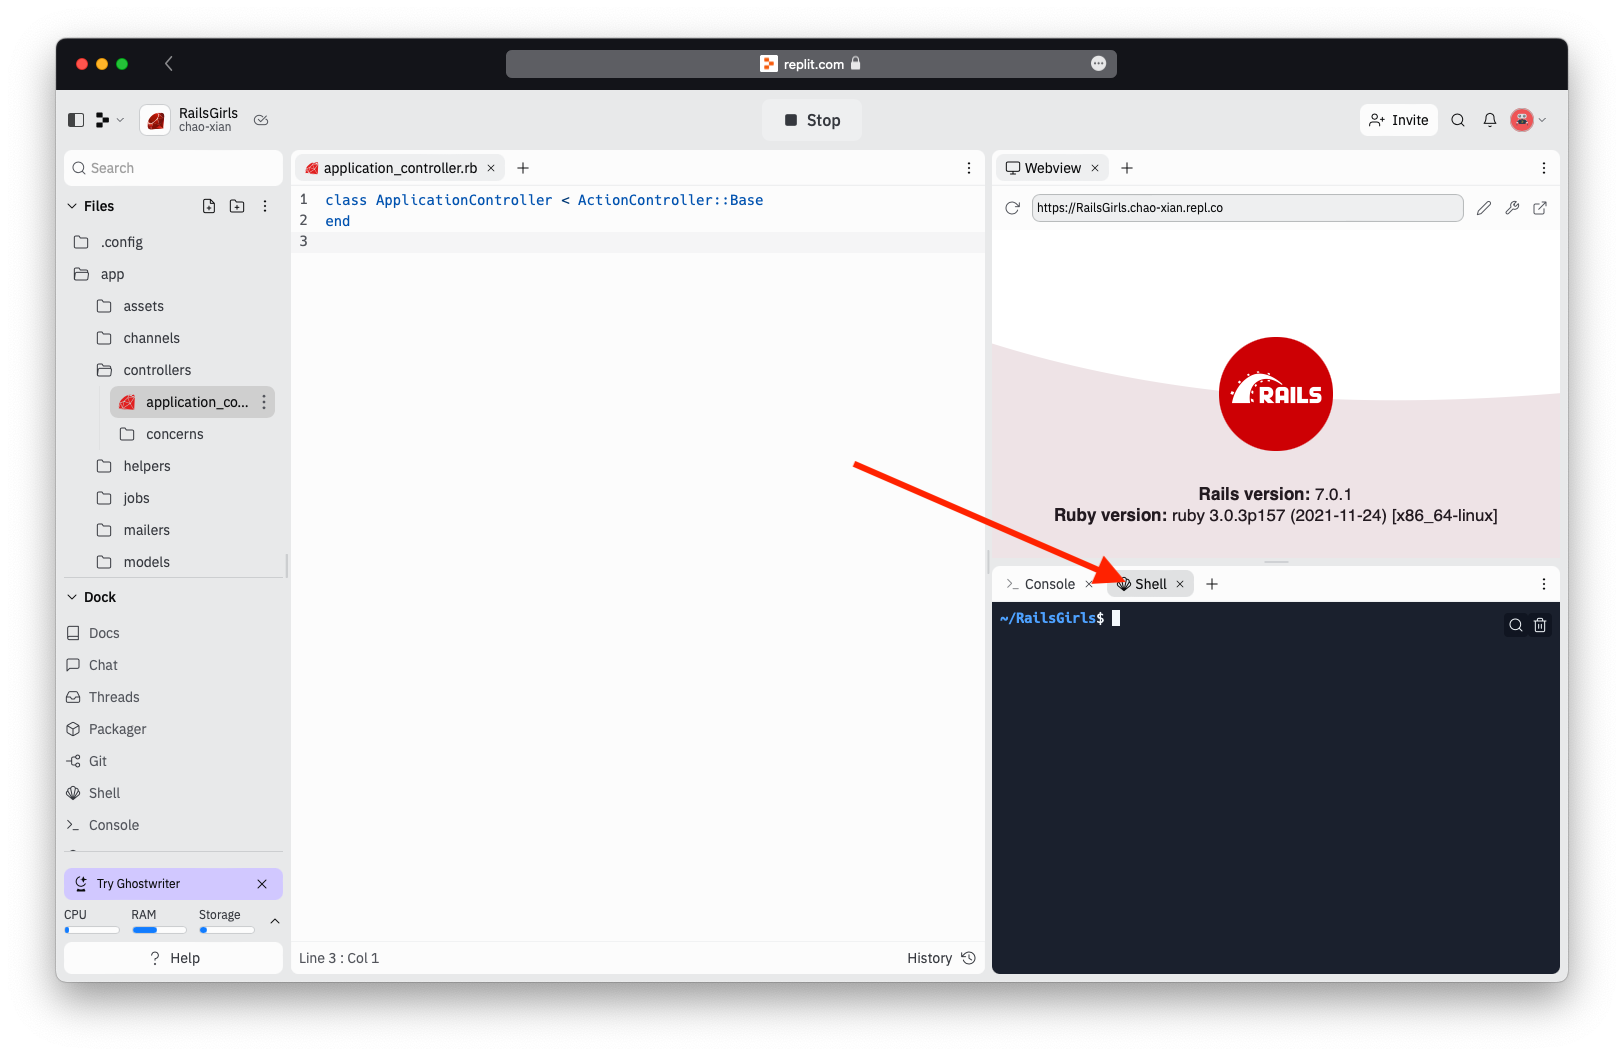 replit.com
RailsGirls
chao-xian
Stop
Invite
Search
Files
.config
app
assets
channels
controllers
application_co...
concerns
helpers
jobs
mailers
models
Dock
Docs
Chat
Threads
Packager
Git
Shell
Console
Try Ghostwriter
CPU RAM Storage
? Help
application_controller.rb
1 class ApplicationController < ActionController::Base
2 end
3
Line 3 : Col 1
History
Webview
https://RailsGirls.chao-xian.repl.co
RAILS
Rails version: 7.0.1
Ruby version: ruby 3.0.3p157 (2021-11-24) [x86_64-linux]
Console
Shell
~/RailsGirls$